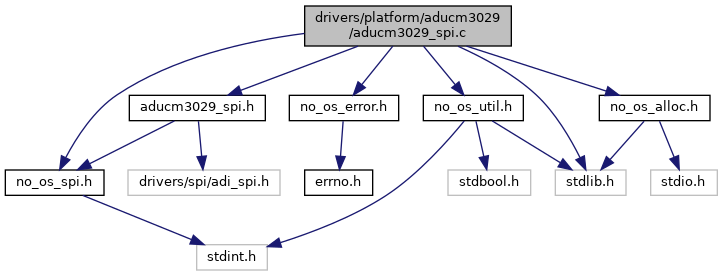 drivers/platform/aducm3029
/aducm3029_spi.c
aducm3029_spi.h
no_os_error.h
no_os_util.h
no_os_alloc.h
no_os_spi.h
drivers/spi/adi_spi.h
errno.h
stdbool.h
stdlib.h
stdio.h
stdint.h